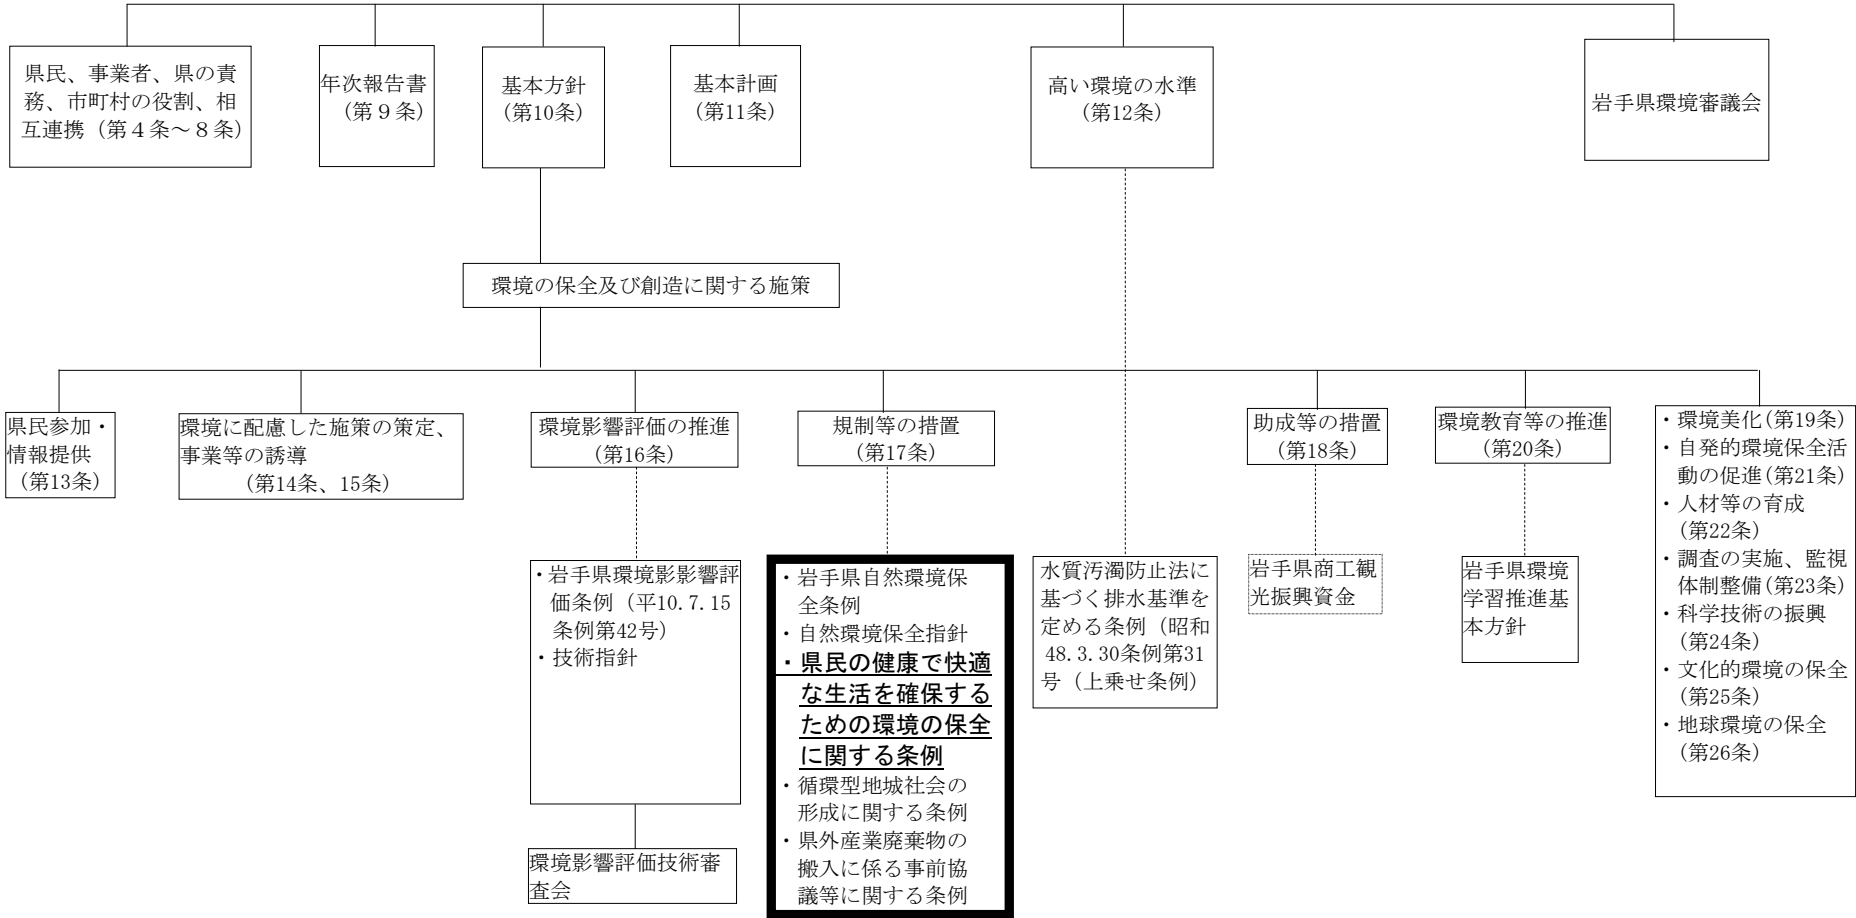 県民、事業者、県の責
務、市町村の役割、相
互連携（第４条～８条）
年次報告書
（第９条）
基本方針
（第10条）
基本計画
（第11条）
高い環境の水準
（第12条）
岩手県環境審議会
環境の保全及び創造に関する施策
県民参加・
情報提供
（第13条）
環境に配慮した施策の策定、
事業等の誘導
（第14条、15条）
環境影響評価の推進
（第16条）
規制等の措置
（第17条）
助成等の措置
（第18条）
環境教育等の推進
（第20条）
・環境美化(第19条)
・自発的環境保全活
動の促進(第21条)
・人材等の育成
（第22条）
・調査の実施、監視
体制整備(第23条)
・科学技術の振興
（第24条）
・文化的環境の保全
（第25条）
・地球環境の保全
（第26条）
・岩手県環境影影響評
価条例（平10.7.15
条例第42号）
・技術指針
・岩手県自然環境保
全条例
・自然環境保全指針
・県民の健康で快適
な生活を確保する
ための環境の保全
に関する条例
・循環型地城社会の
形成に関する条例
・県外産業廃棄物の
搬入に係る事前協
議等に関する条例
水質汚濁防止法に
基づく排水基準を
定める条例（昭和
48.3.30条例第31
号（上乗せ条例）
岩手県商工観
光振興資金
岩手県環境
学習推進基
本方針
環境影響評価技術審
査会